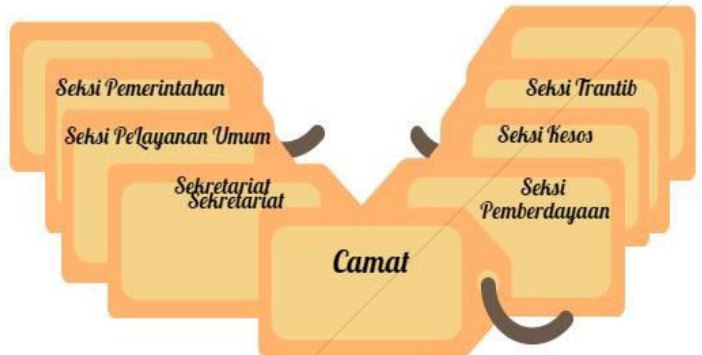 Seksi Pemerintahan
Seksi PeLayanan Umum
Sekretariat
Sekretariat
Seksi Trantib
Seksi Kesos
Seksi
Pemberdayaan
Camat